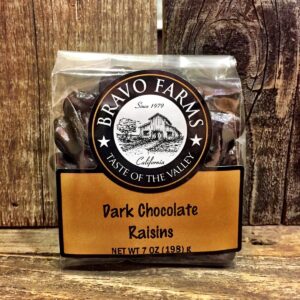 BRAVO FARMS
Since 1979
California
TASTE OF THE VALLEY
Dark Chocolate
Raisins
NET WT 7 OZ (198) g